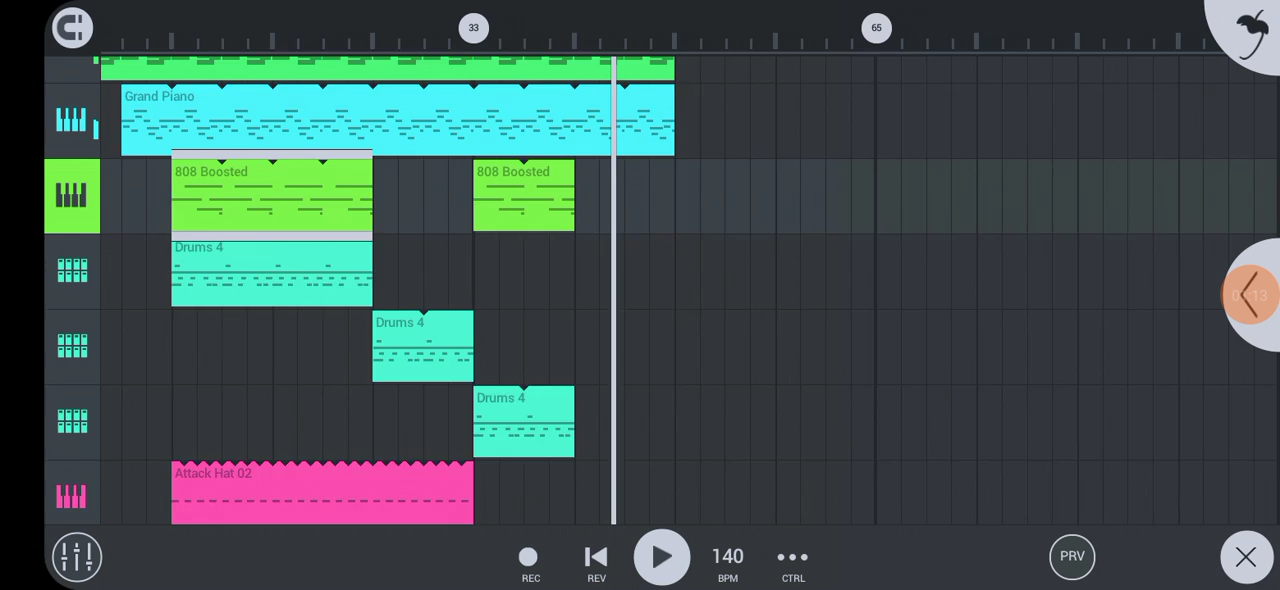 33
65
Grand Piano
808 Boosted
808 Boosted
Drums 4
Drums 4
Drums 4
Attack Hat 02
REC
REV
140
BPM
CTRL
PRV